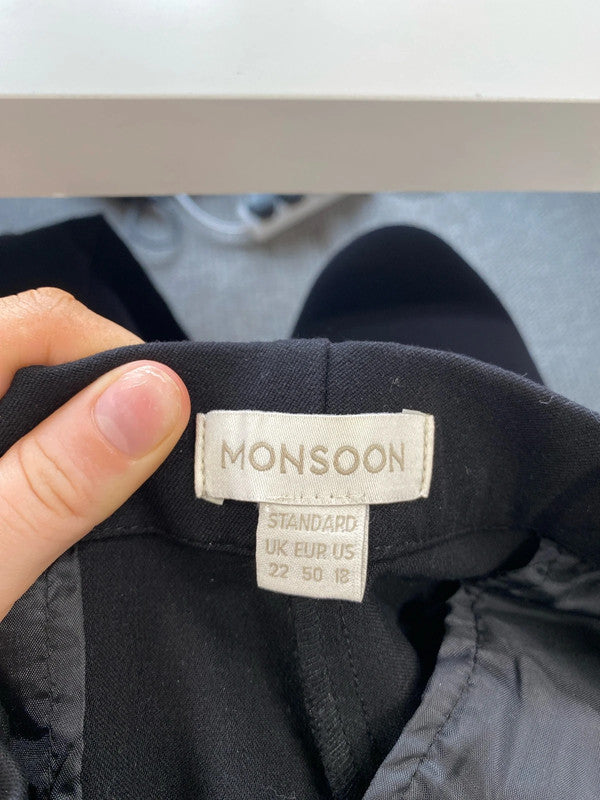 MONSOON
STANDARD
UK EUR US
22 50 18